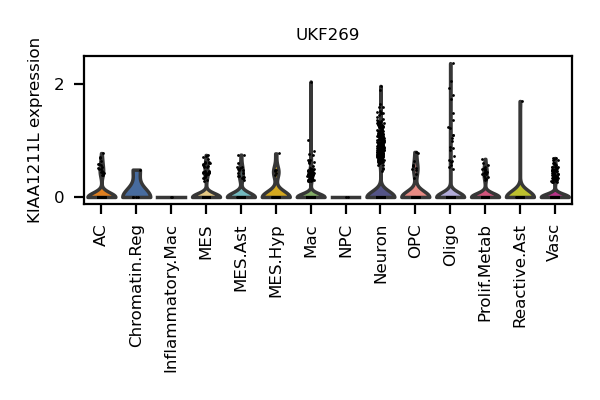 UKF269
KIAA1211L expression
2
0
AC
Chromatin.Reg
Inflammatory.Mac
MES
MES.Ast
MES.Hyp
Mac
NPC
Neuron
OPC
Oligo
Prolif.Metab
Reactive.Ast
Vasc